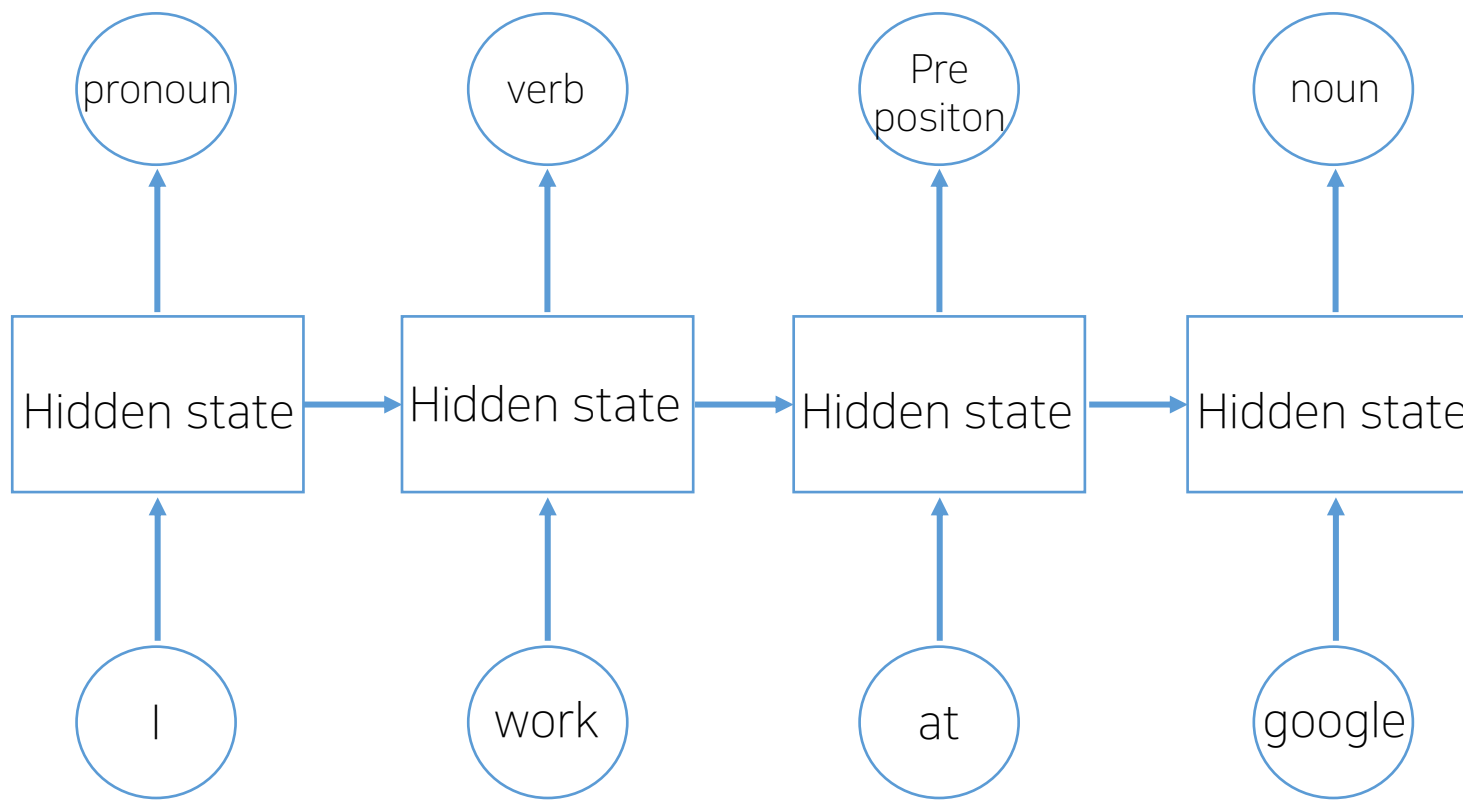 pronoun
verb
Pre
positon
noun
Hidden state
Hidden state
Hidden state
Hidden state
I
work
at
google